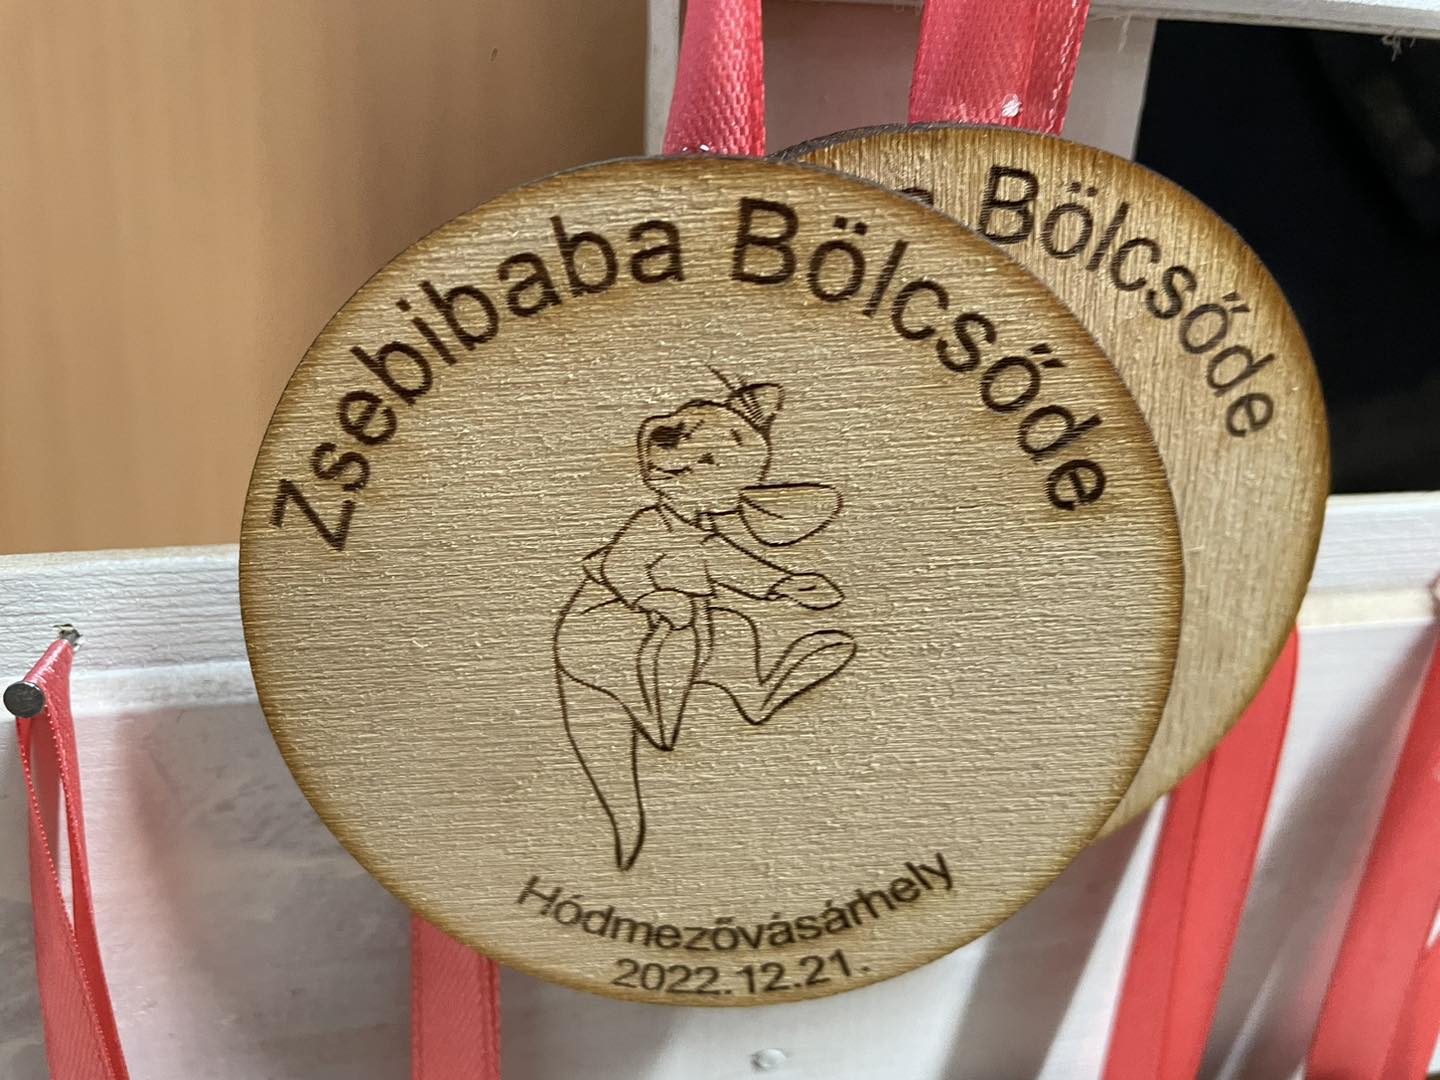 Zsebibaba Bölcsőde
Hódmezővásárhely
2022.12.21.
Bölcsőde